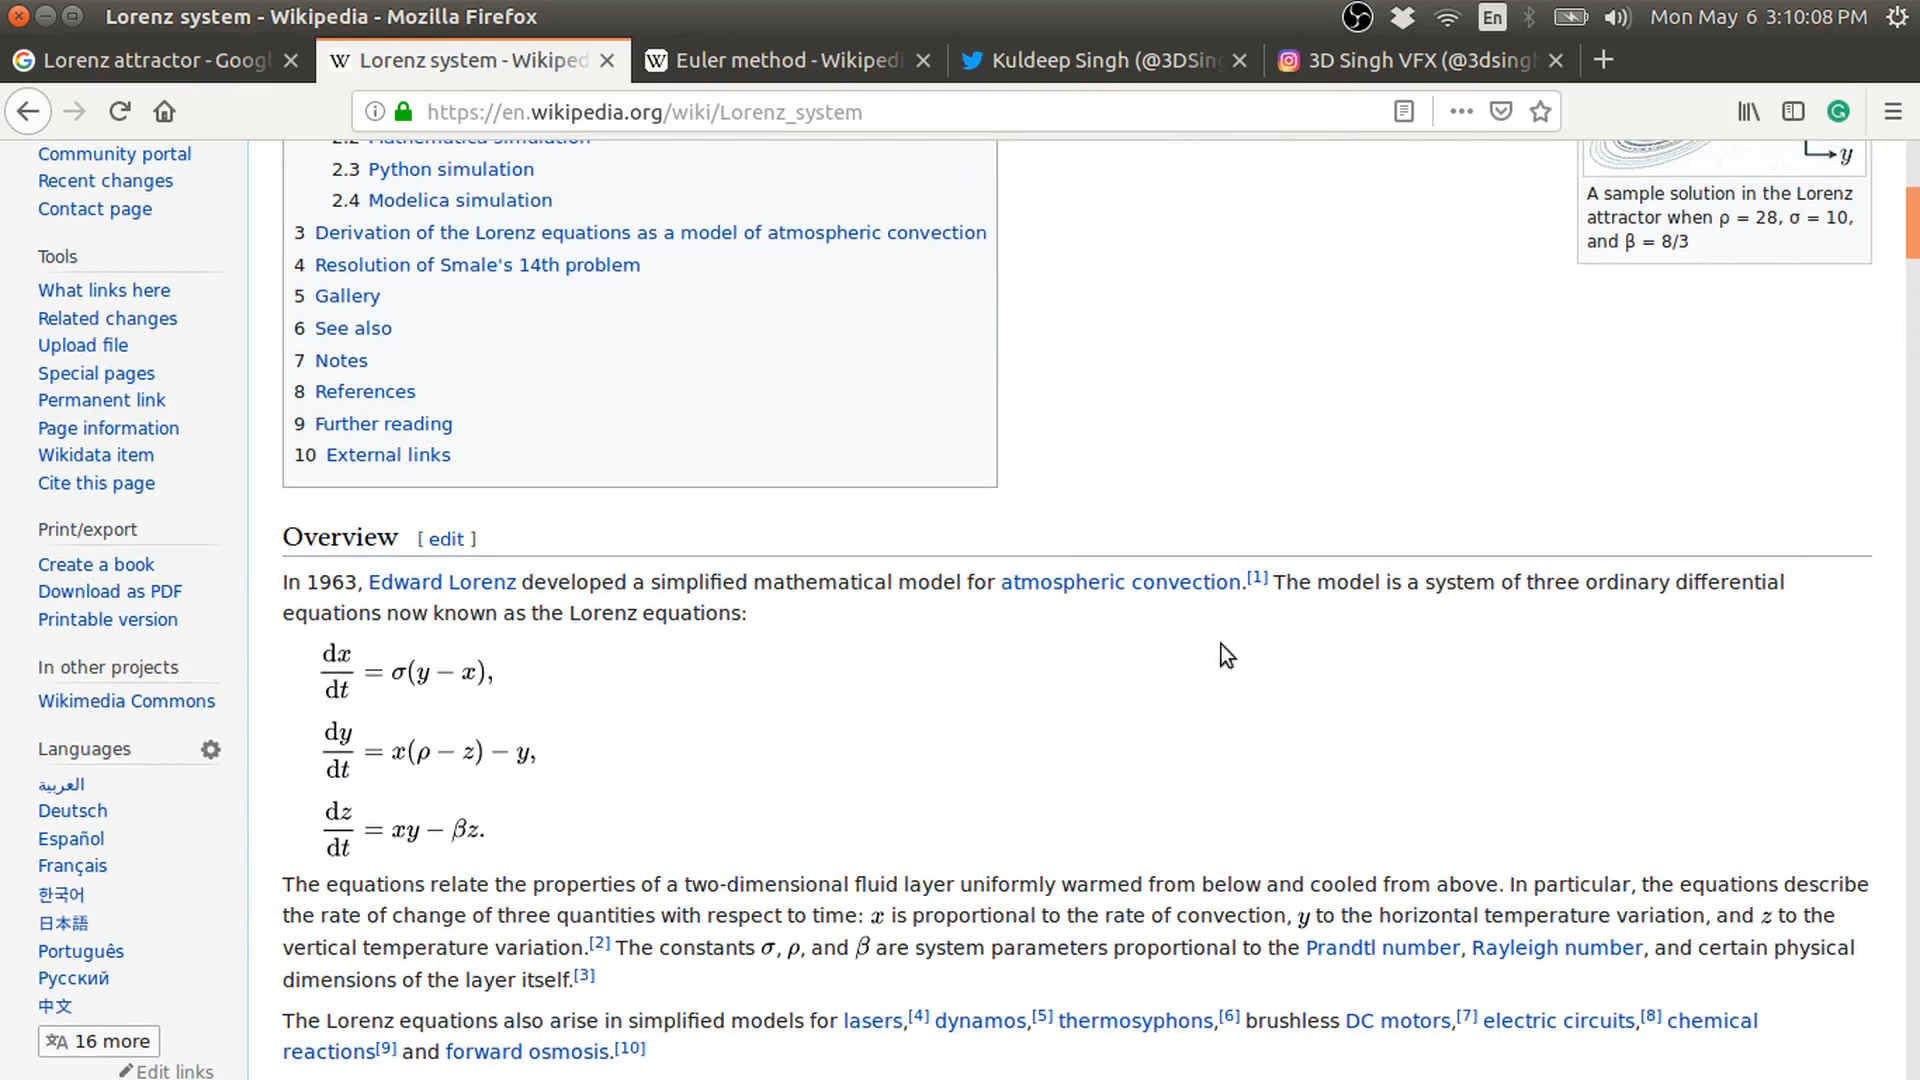 Lorenz system - Wikipedia - Mozilla Firefox
En
Mon May 6 3:10:08 PM
Lorenz attractor - Googl
Lorenz system - Wikiped
Euler method - Wikipedi
Kuldeep Singh (@3DSing
3D Singh VFX (@3dsingh
https://en.wikipedia.org/wiki/Lorenz_system
Community portal
Recent changes
Contact page
Tools
What links here
Related changes
Upload file
Special pages
Permanent link
Page information
Wikidata item
Cite this page
Print/export
Create a book
Download as PDF
Printable version
In other projects
Wikimedia Commons
Languages
العربية
Deutsch
Español
Français
한국어
日本語
Português
Русский
中文
16 more
Edit links
2.2 Mathematica simulation
2.3 Python simulation
2.4 Modelica simulation
3 Derivation of the Lorenz equations as a model of atmospheric convection
4 Resolution of Smale's 14th problem
5 Gallery
6 See also
7 Notes
8 References
9 Further reading
10 External links
y
A sample solution in the Lorenz
attractor when ρ = 28, σ = 10,
and β = 8/3
Overview [ edit ]
In 1963, Edward Lorenz developed a simplified mathematical model for atmospheric convection.[1] The model is a system of three ordinary differential
equations now known as the Lorenz equations:
dx/dt = σ(y − x),
dy/dt = x(ρ − z) − y,
dz/dt = xy − βz.
The equations relate the properties of a two-dimensional fluid layer uniformly warmed from below and cooled from above. In particular, the equations describe
the rate of change of three quantities with respect to time: x is proportional to the rate of convection, y to the horizontal temperature variation, and z to the
vertical temperature variation.[2] The constants σ, ρ, and β are system parameters proportional to the Prandtl number, Rayleigh number, and certain physical
dimensions of the layer itself.[3]
The Lorenz equations also arise in simplified models for lasers,[4] dynamos,[5] thermosyphons,[6] brushless DC motors,[7] electric circuits,[8] chemical
reactions[9] and forward osmosis.[10]